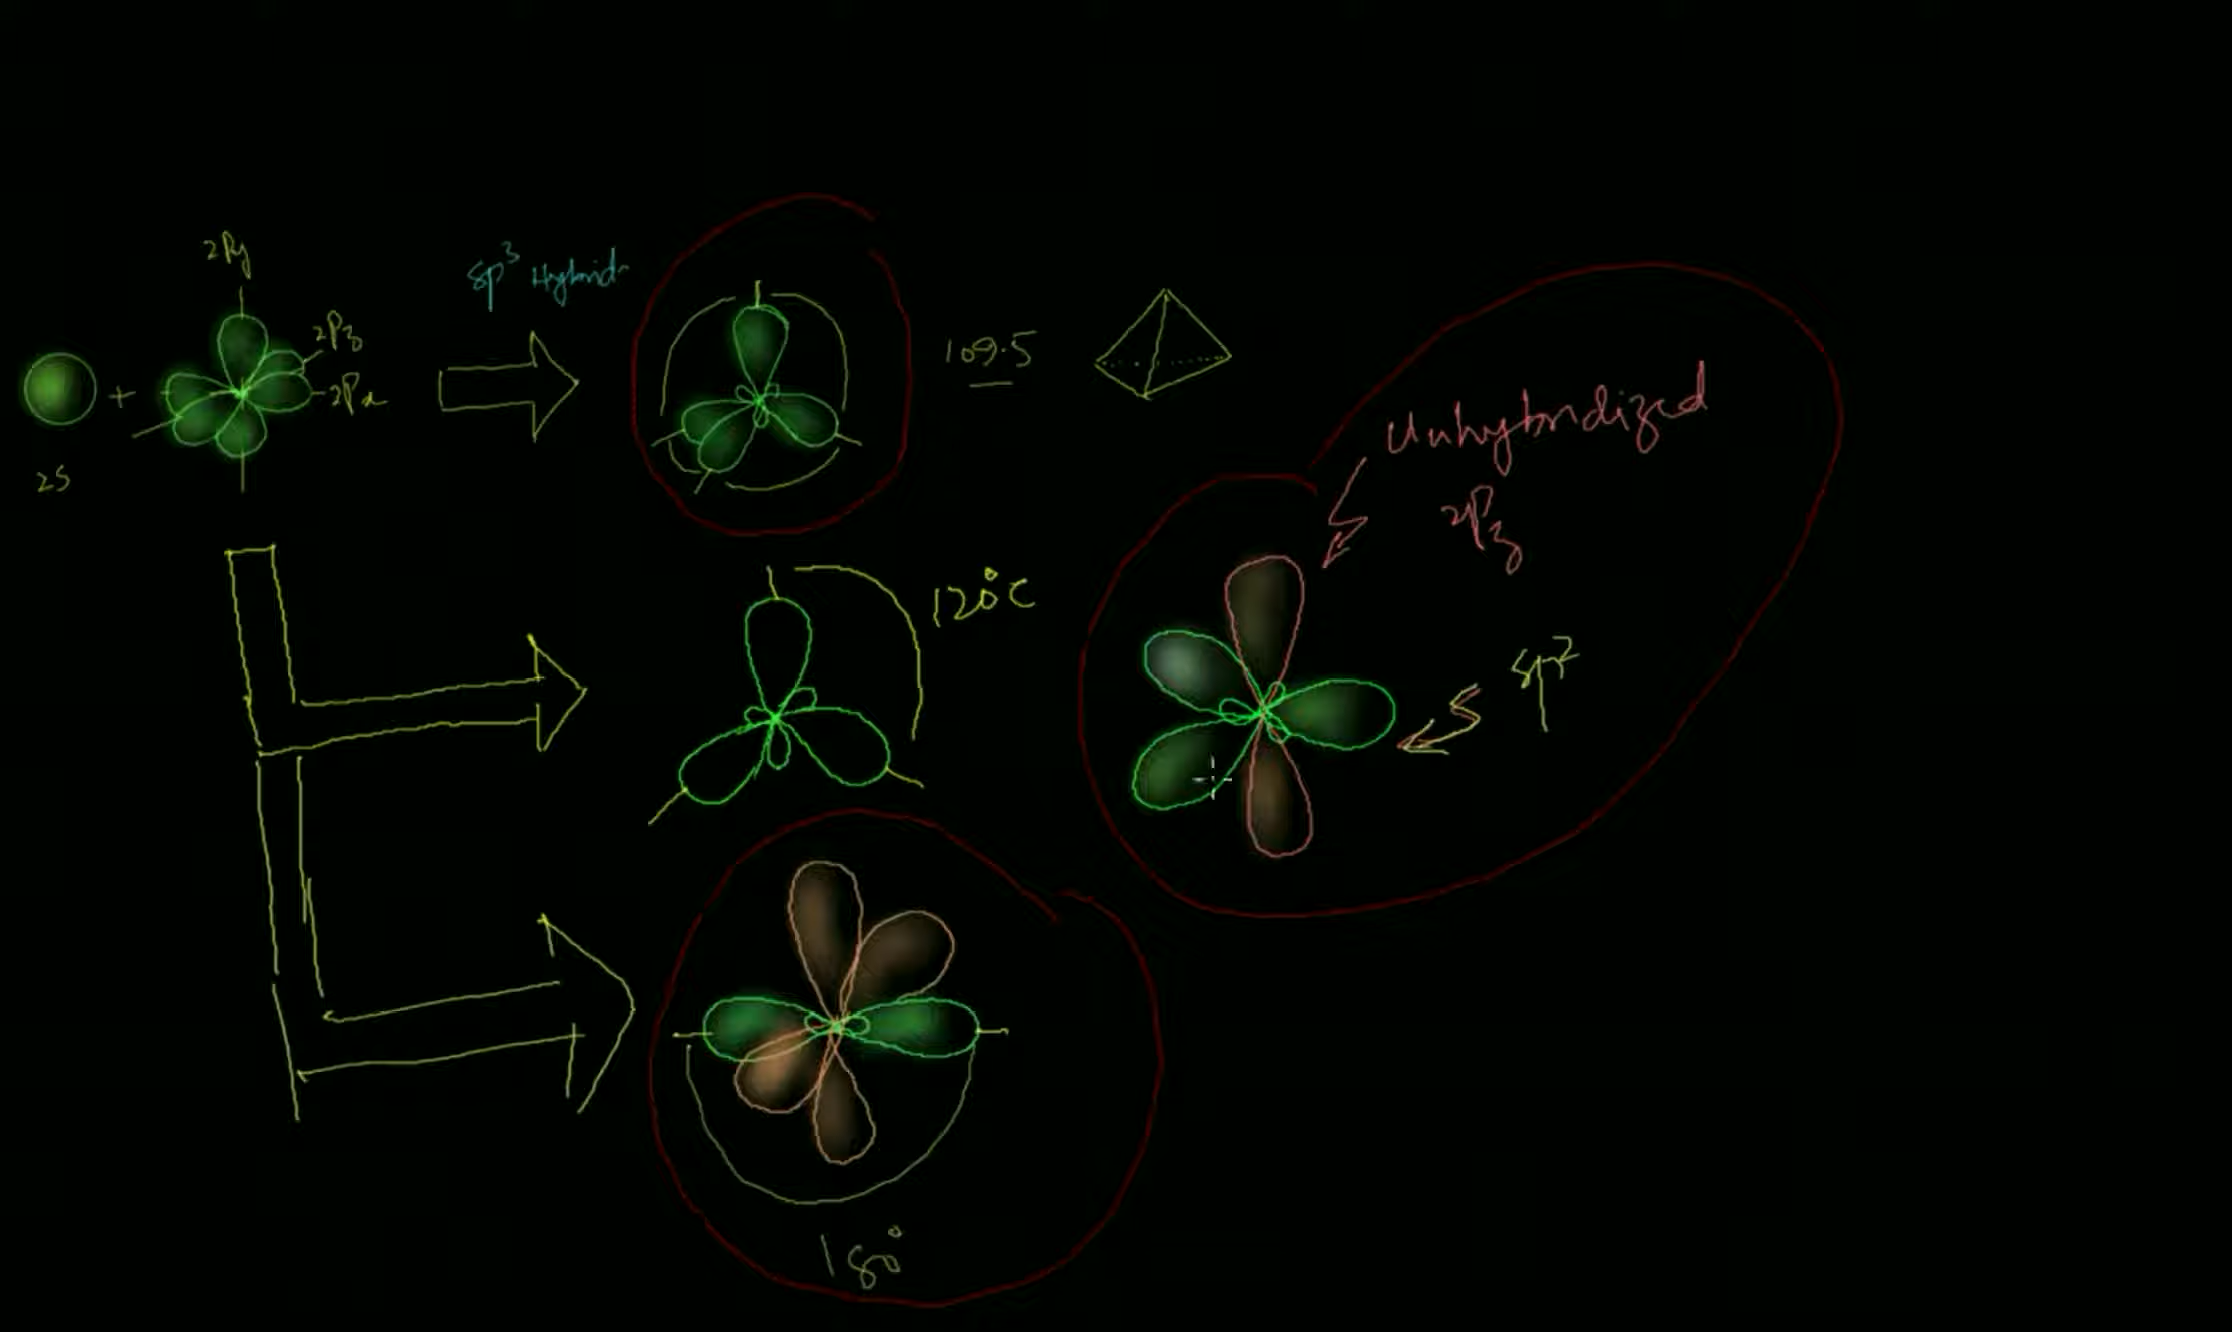 2Py
2Pz
2Px
+
2S
sp³ Hybrid
109.5
Unhybridized
2Pz
120°C
sp²
180°